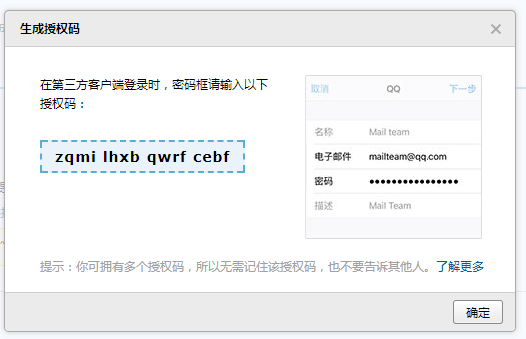 生成授权码
在第三方客户端登录时，密码框请输入以下
授权码：
zqmi lhxb qwrf cebf
取消 QQ 下一步
名称 Mail team
电子邮件 mailteam@qq.com
密码 ●●●●●●●●●●●●●●●●
描述 Mail Team
提示：你可拥有多个授权码，所以无需记住该授权码，也不要告诉其他人。了解更多
确定